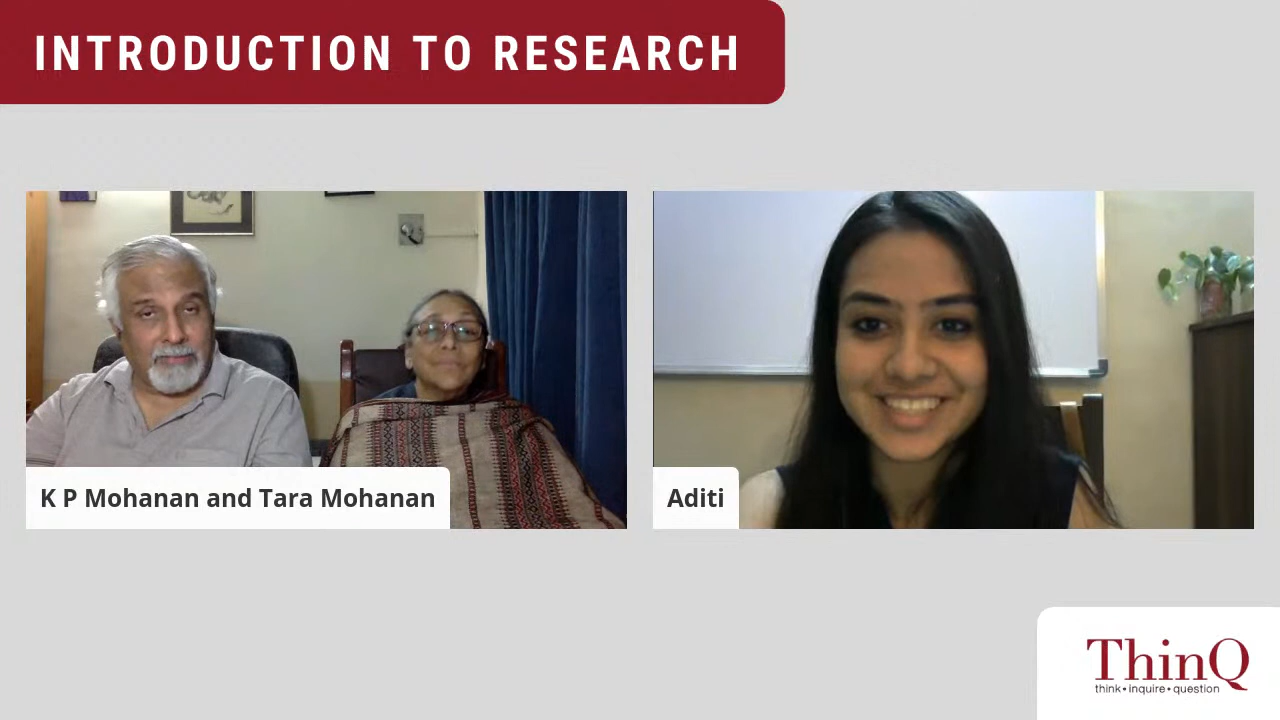 INTRODUCTION TO RESEARCH
K P Mohanan and Tara Mohanan
Aditi
ThinQ
think • inquire • question